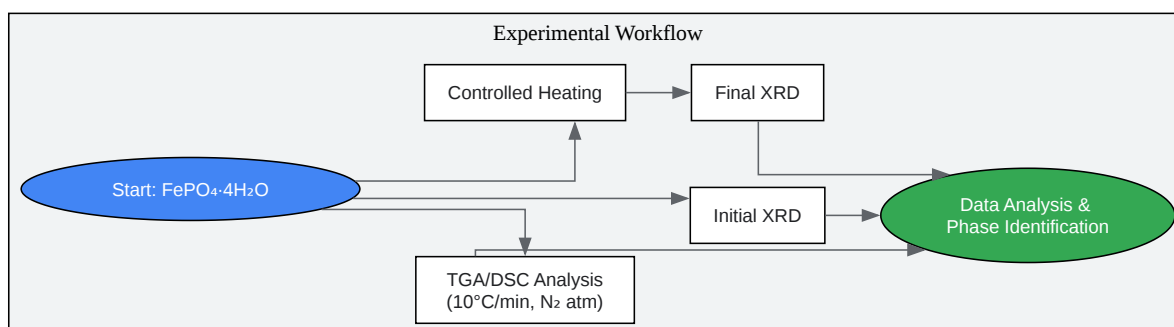 Experimental Workflow
Controlled Heating
Final XRD
Start: FePO₄·4H₂O
Initial XRD
Data Analysis &
Phase Identification
TGA/DSC Analysis
(10°C/min, N₂ atm)